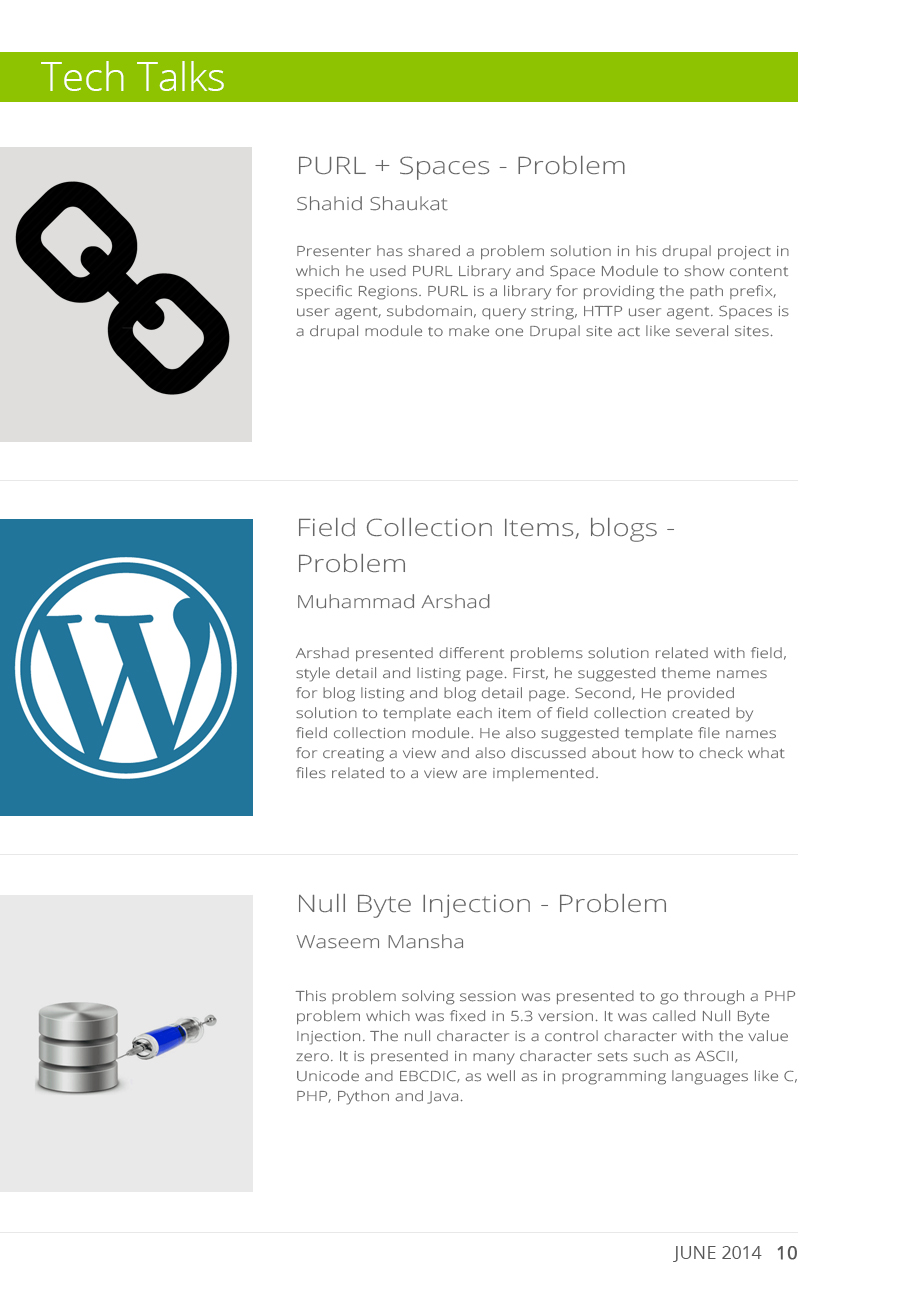 Tech Talks
PURL + Spaces - Problem
Shahid Shaukat
Presenter has shared a problem solution in his drupal project in
which he used PURL Library and Space Module to show content
specific Regions. PURL is a library for providing the path prefix,
user agent, subdomain, query string, HTTP user agent. Spaces is
a drupal module to make one Drupal site act like several sites.
Field Collection Items, blogs -
Problem
Muhammad Arshad
Arshad presented different problems solution related with field,
style detail and listing page. First, he suggested theme names
for blog listing and blog detail page. Second, He provided
solution to template each item of field collection created by
field collection module. He also suggested template file names
for creating a view and also discussed about how to check what
files related to a view are implemented.
Null Byte Injection - Problem
Waseem Mansha
This problem solving session was presented to go through a PHP
problem which was fixed in 5.3 version. It was called Null Byte
Injection. The null character is a control character with the value
zero. It is presented in many character sets such as ASCII,
Unicode and EBCDIC, as well as in programming languages like C,
PHP, Python and Java.
JUNE 2014 10